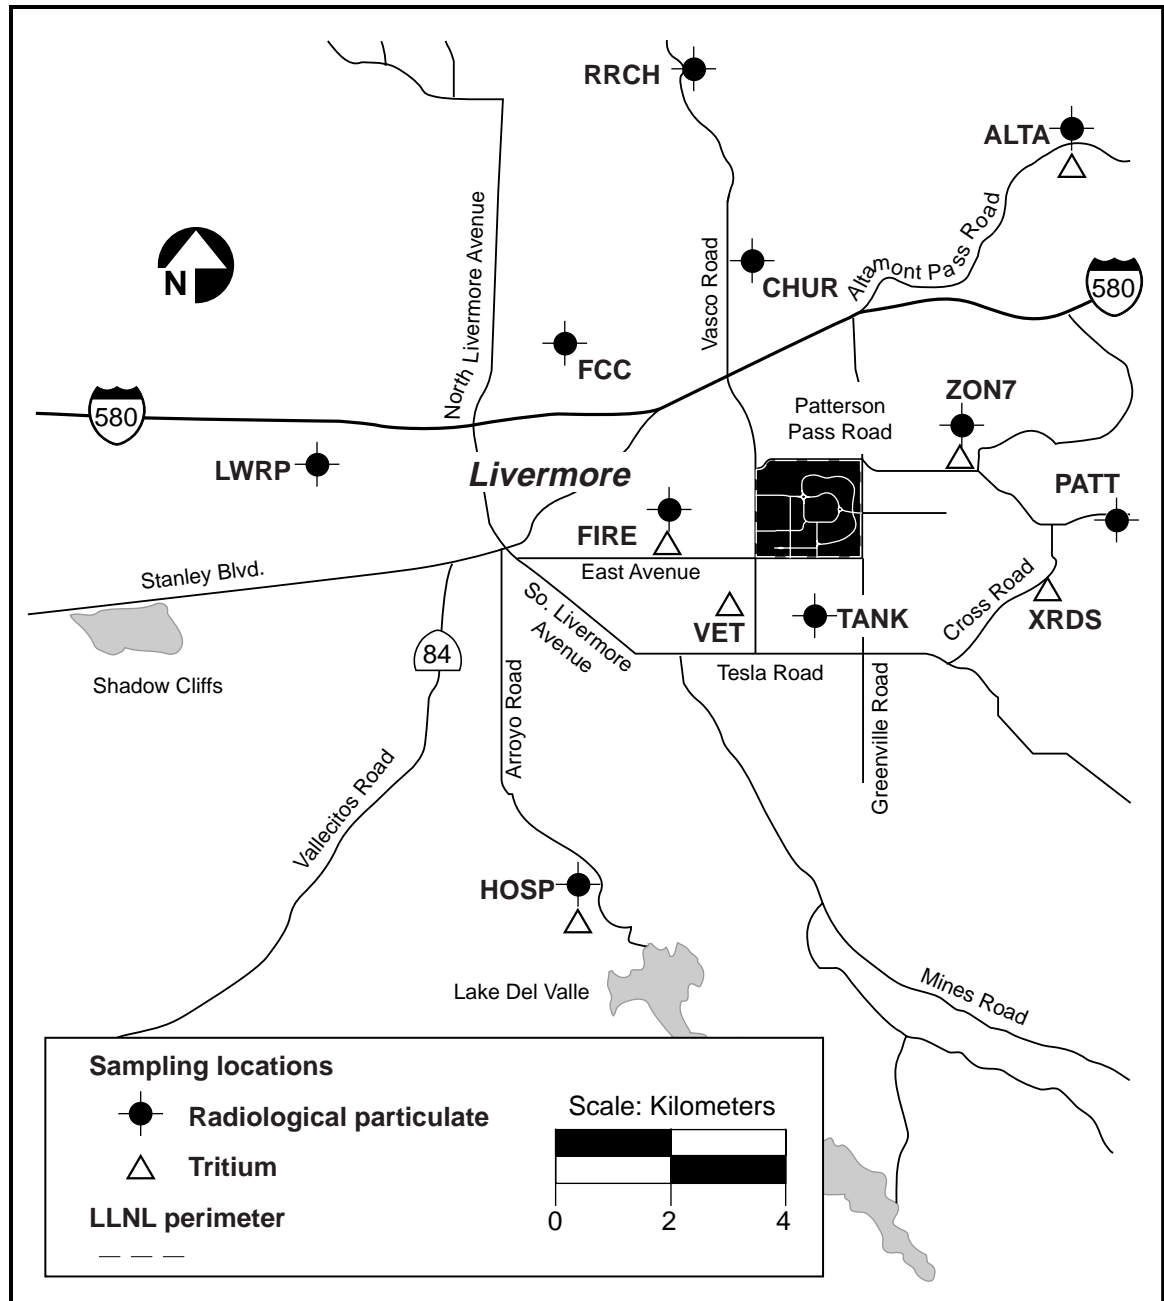 RRCH
ALTA
North Livermore Avenue
Vasco Road
Altamont Pass Road
N
CHUR
580
FCC
580
ZON7
Patterson
Pass Road
LWRP
Livermore
PATT
FIRE
East Avenue
Stanley Blvd.
So. Livermore
Avenue
Cross Road
VET
TANK
XRDS
84
Shadow Cliffs
Tesla Road
Arroyo Road
Greenville Road
Vallecitos Road
HOSP
Lake Del Valle
Mines Road
Sampling locations
Radiological particulate
Tritium
LLNL perimeter
Scale: Kilometers
0 2 4